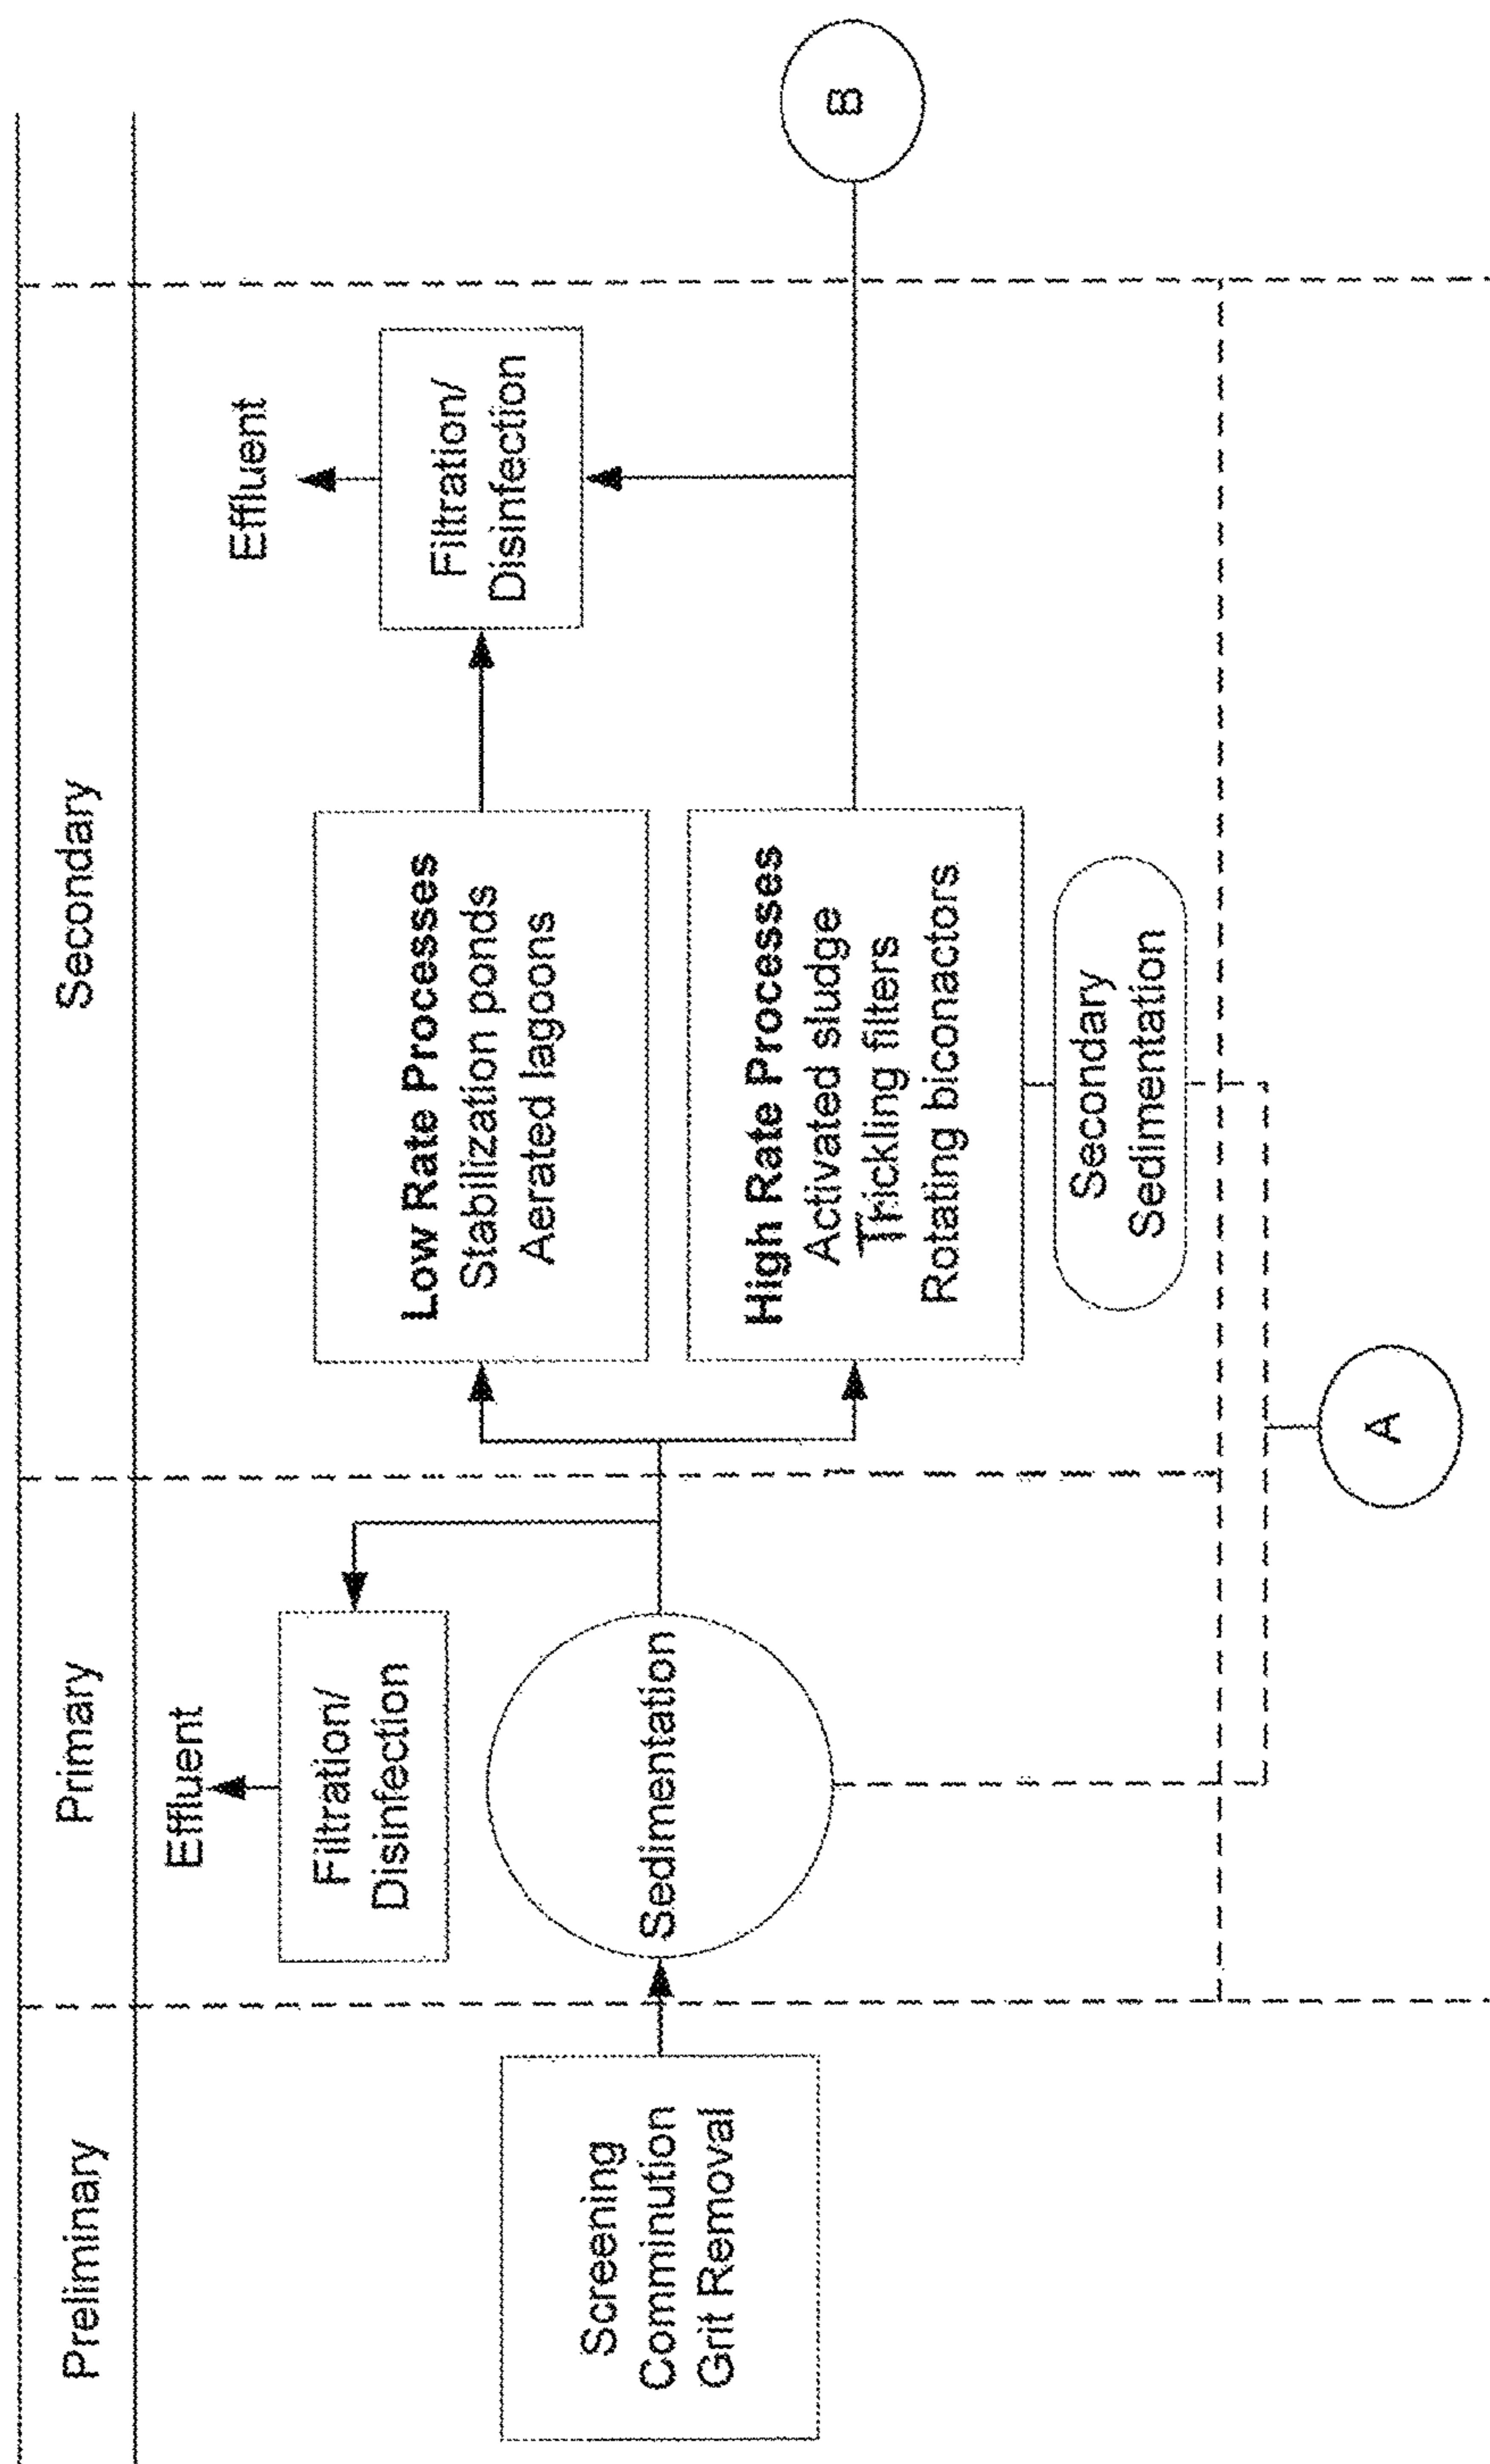 Preliminary
Primary
Secondary
Screening
Comminution
Grit Removal
Effluent
Filtration/
Disinfection
Sedimentation
Low Rate Processes
Stabilization ponds
Aerated lagoons
High Rate Processes
Activated sludge
Trickling filters
Rotating biconactors
Secondary
Sedimentation
Effluent
Filtration/
Disinfection
A
B